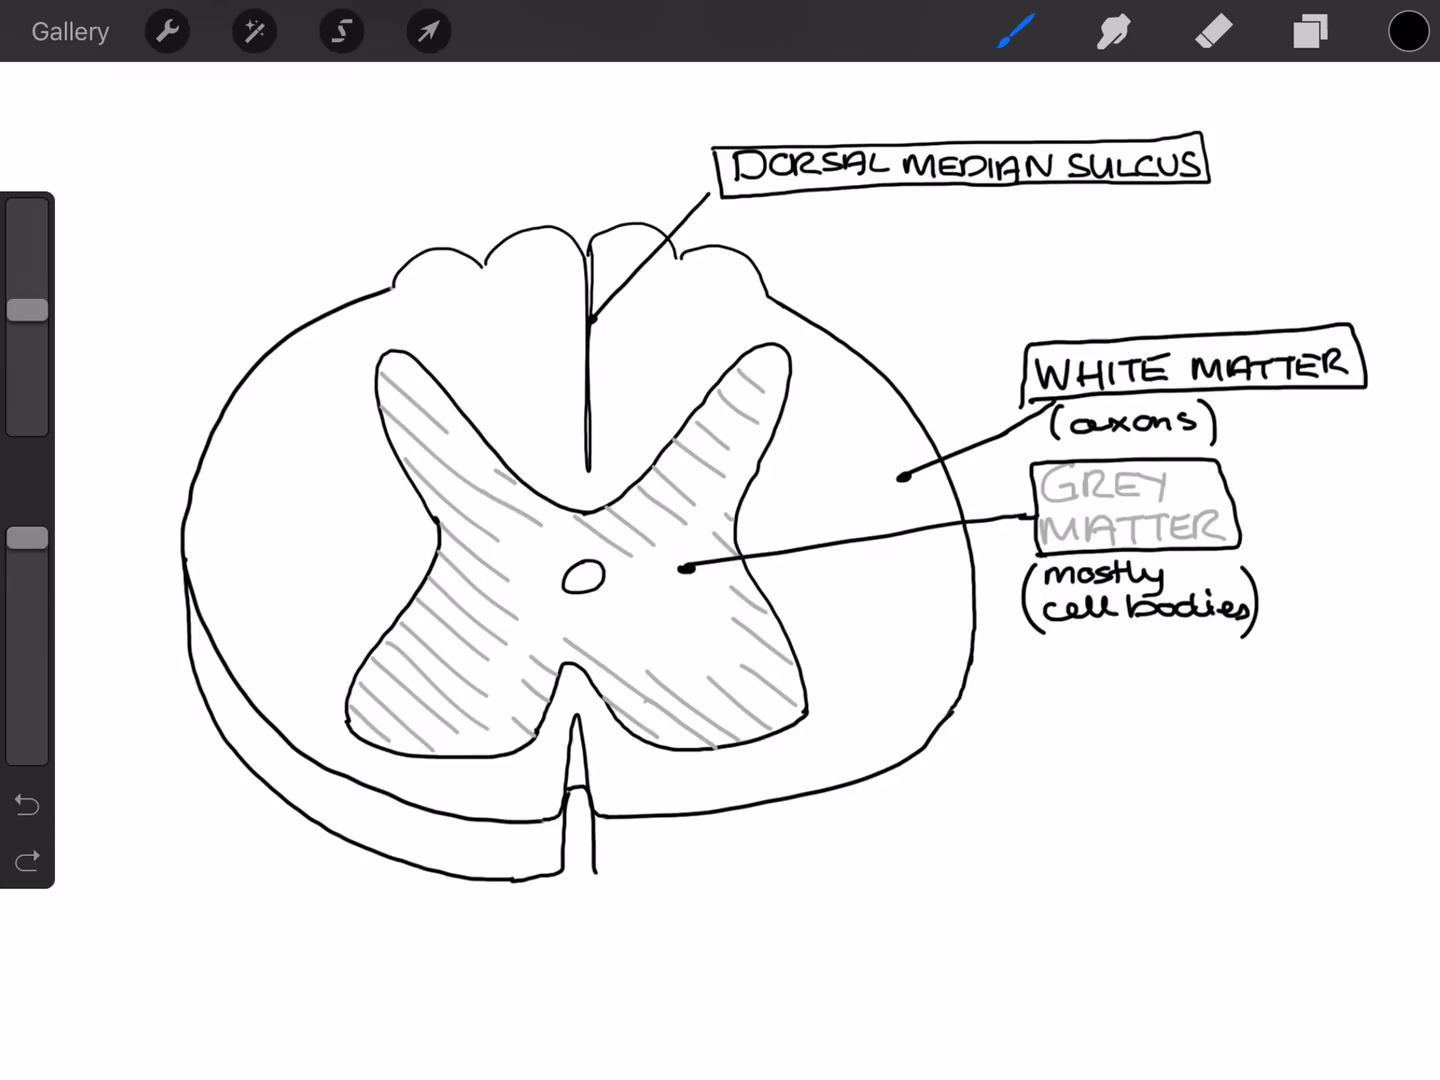 Gallery
DORSAL MEDIAN SULCUS
WHITE MATTER
(axons)
GREY
MATTER
(mostly
cell bodies)